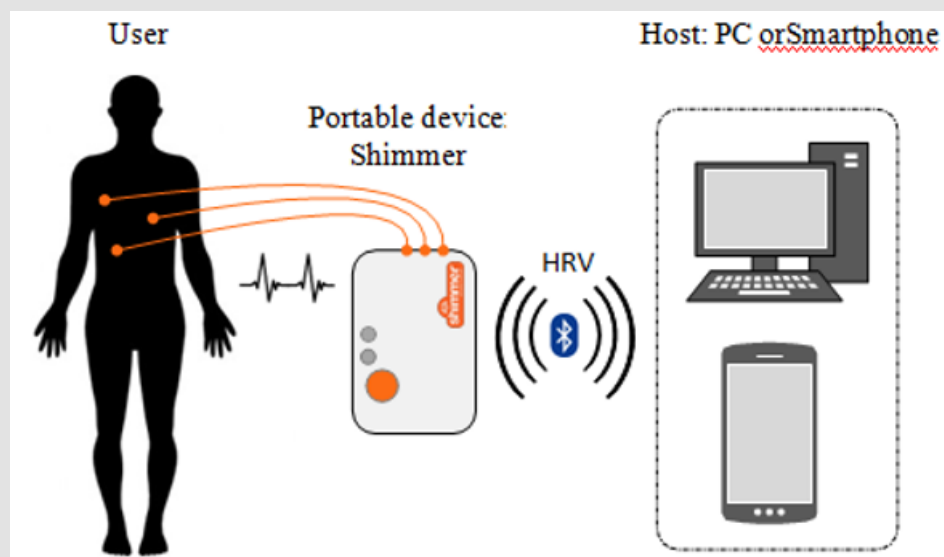 User
Host: PC orSmartphone
Portable device:
Shimmer
HRV
shimmer